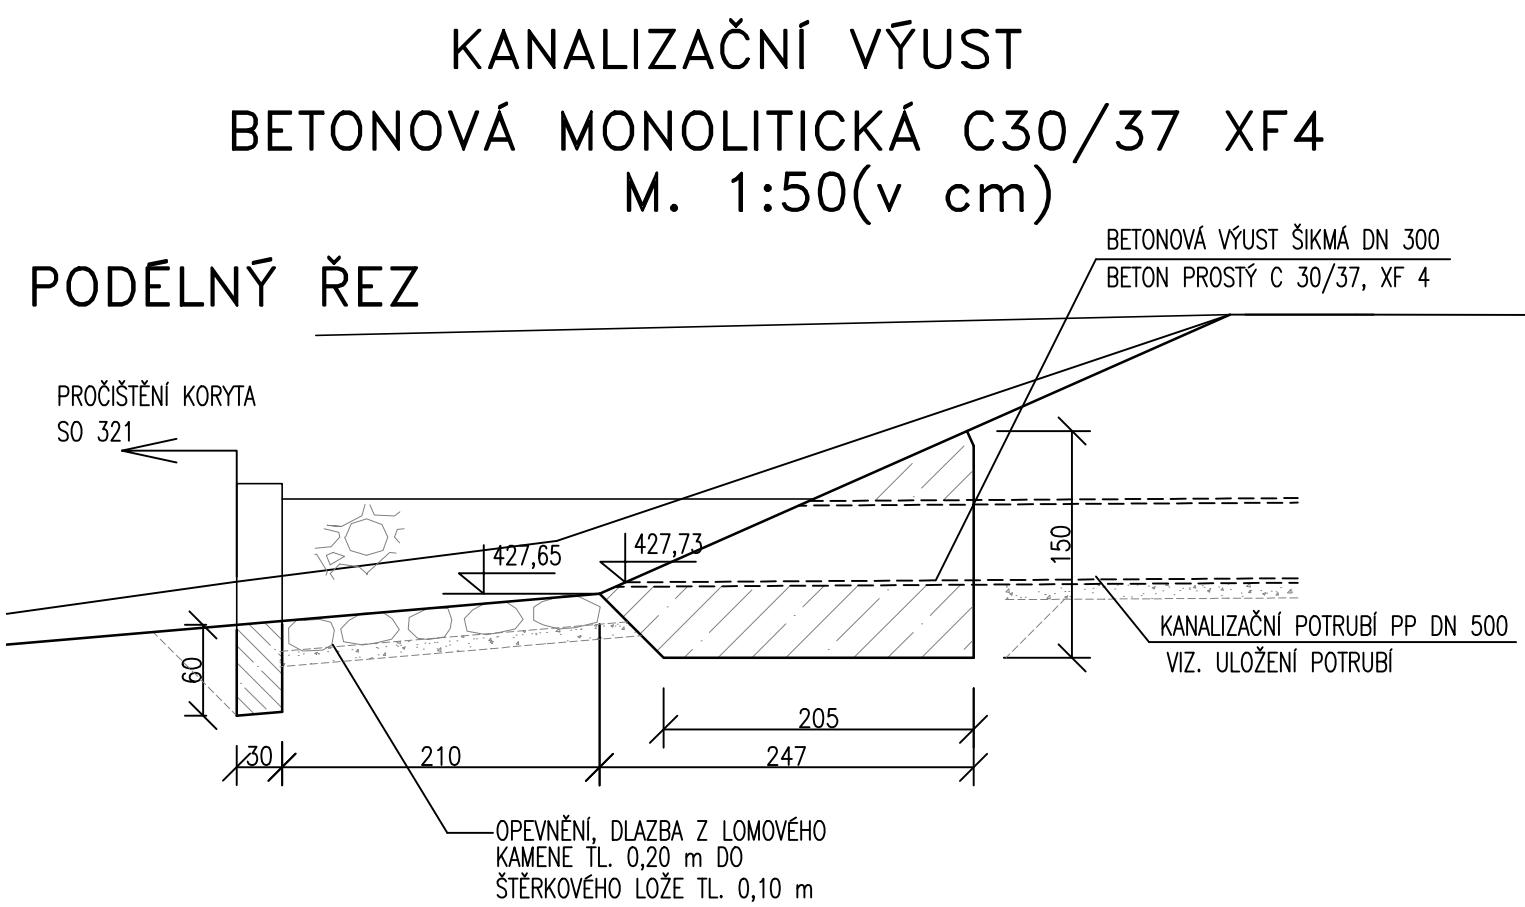 KANALIZAČNÍ VÝUST
BETONOVÁ MONOLITICKÁ C30/37 XF4
M. 1:50(v cm)
PODÉLNÝ ŘEZ
BETONOVÁ VÝUST ŠIKMÁ DN 300
BETON PROSTÝ C 30/37, XF 4
PROČIŠTĚNÍ KORYTA
SO 321
427,65
427,73
150
KANALIZAČNÍ POTRUBÍ PP DN 500
VIZ. ULOŽENÍ POTRUBÍ
60
205
30
210
247
OPEVNĚNÍ, DLAZBA Z LOMOVÉHO
KAMENE TL. 0,20 m DO
ŠTĚRKOVÉHO LOŽE TL. 0,10 m